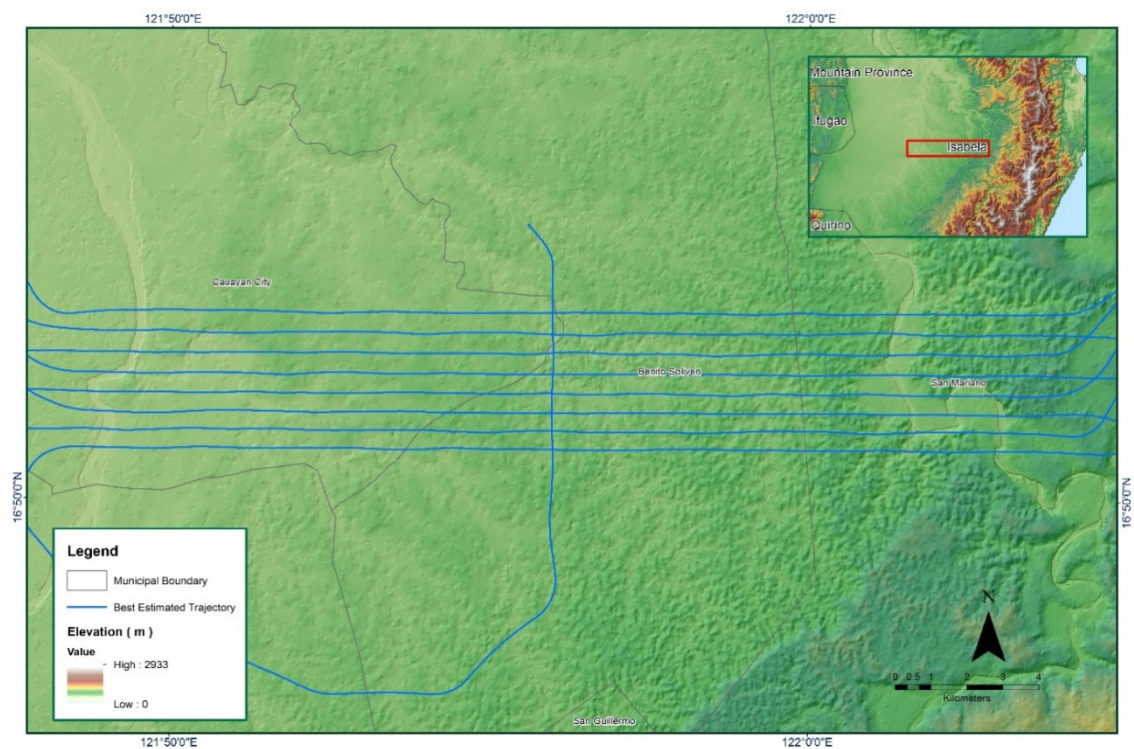 121°50'0"E
122°0'0"E
Mountain Province
Ifugao
Isabela
Quirino
Cauayan City
Benito Soliven
San Mariano
16°50'0"N
16°50'0"N
Legend
Municipal Boundary
Best Estimated Trajectory
Elevation ( m )
Value
High : 2933
Low : 0
N
0 0.5 1 2 3 4
Kilometers
San Guillermo
121°50'0"E
122°0'0"E